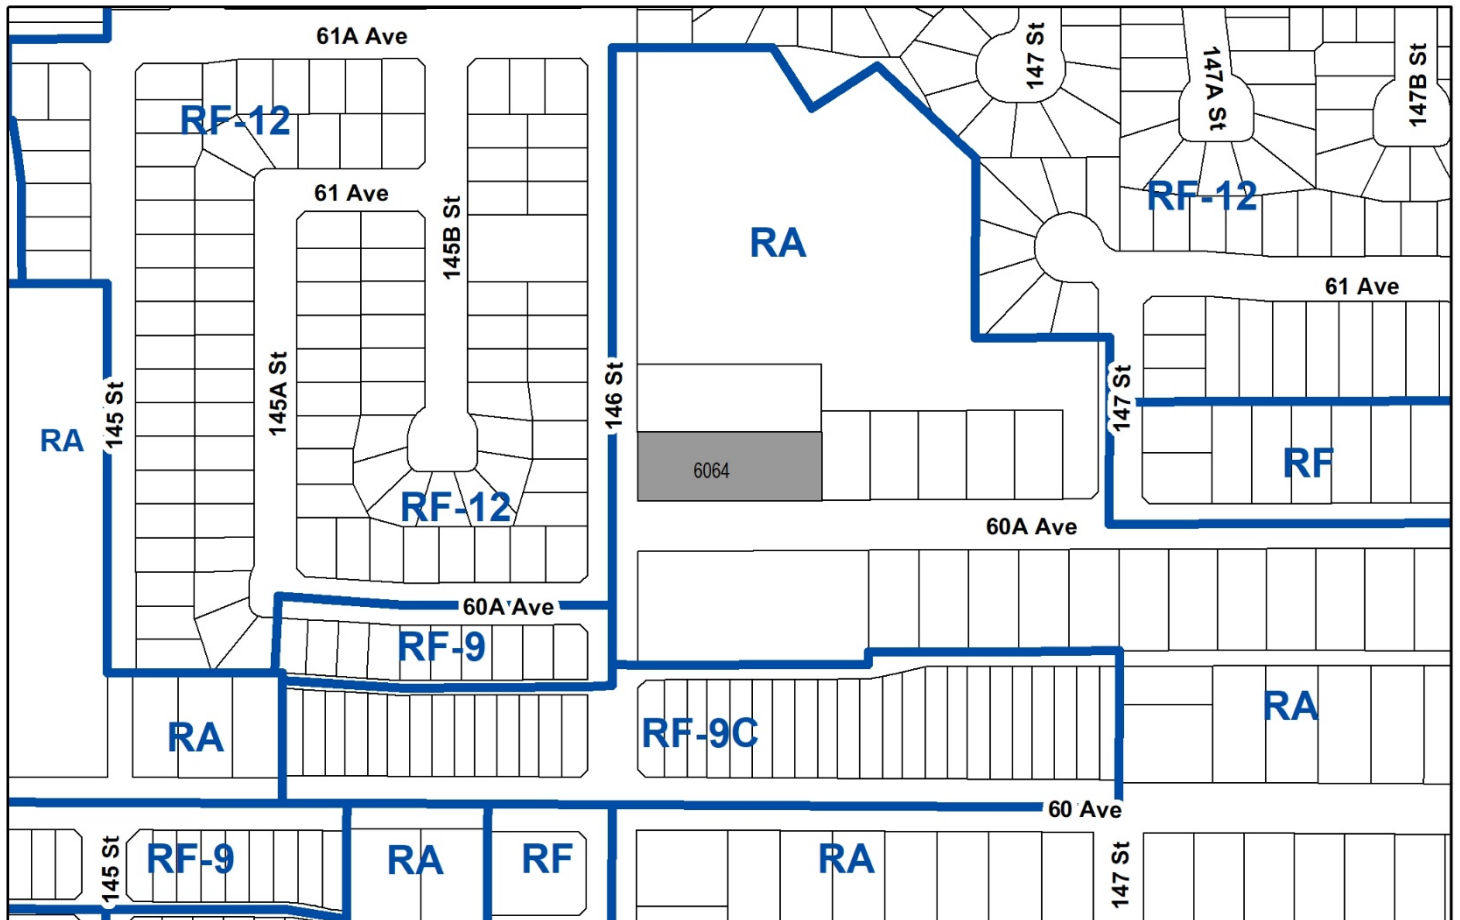 61A Ave
147 St
147A St
147B St
RF-12
61 Ave
145B St
RF-12
RA
61 Ave
145 St
145A St
146 St
147 St
RA
RF
6064
RF-12
60A Ave
60A Ave
RF-9
RA
RF-9C
RA
60 Ave
145 St
RF-9
RA
RF
RA
147 St